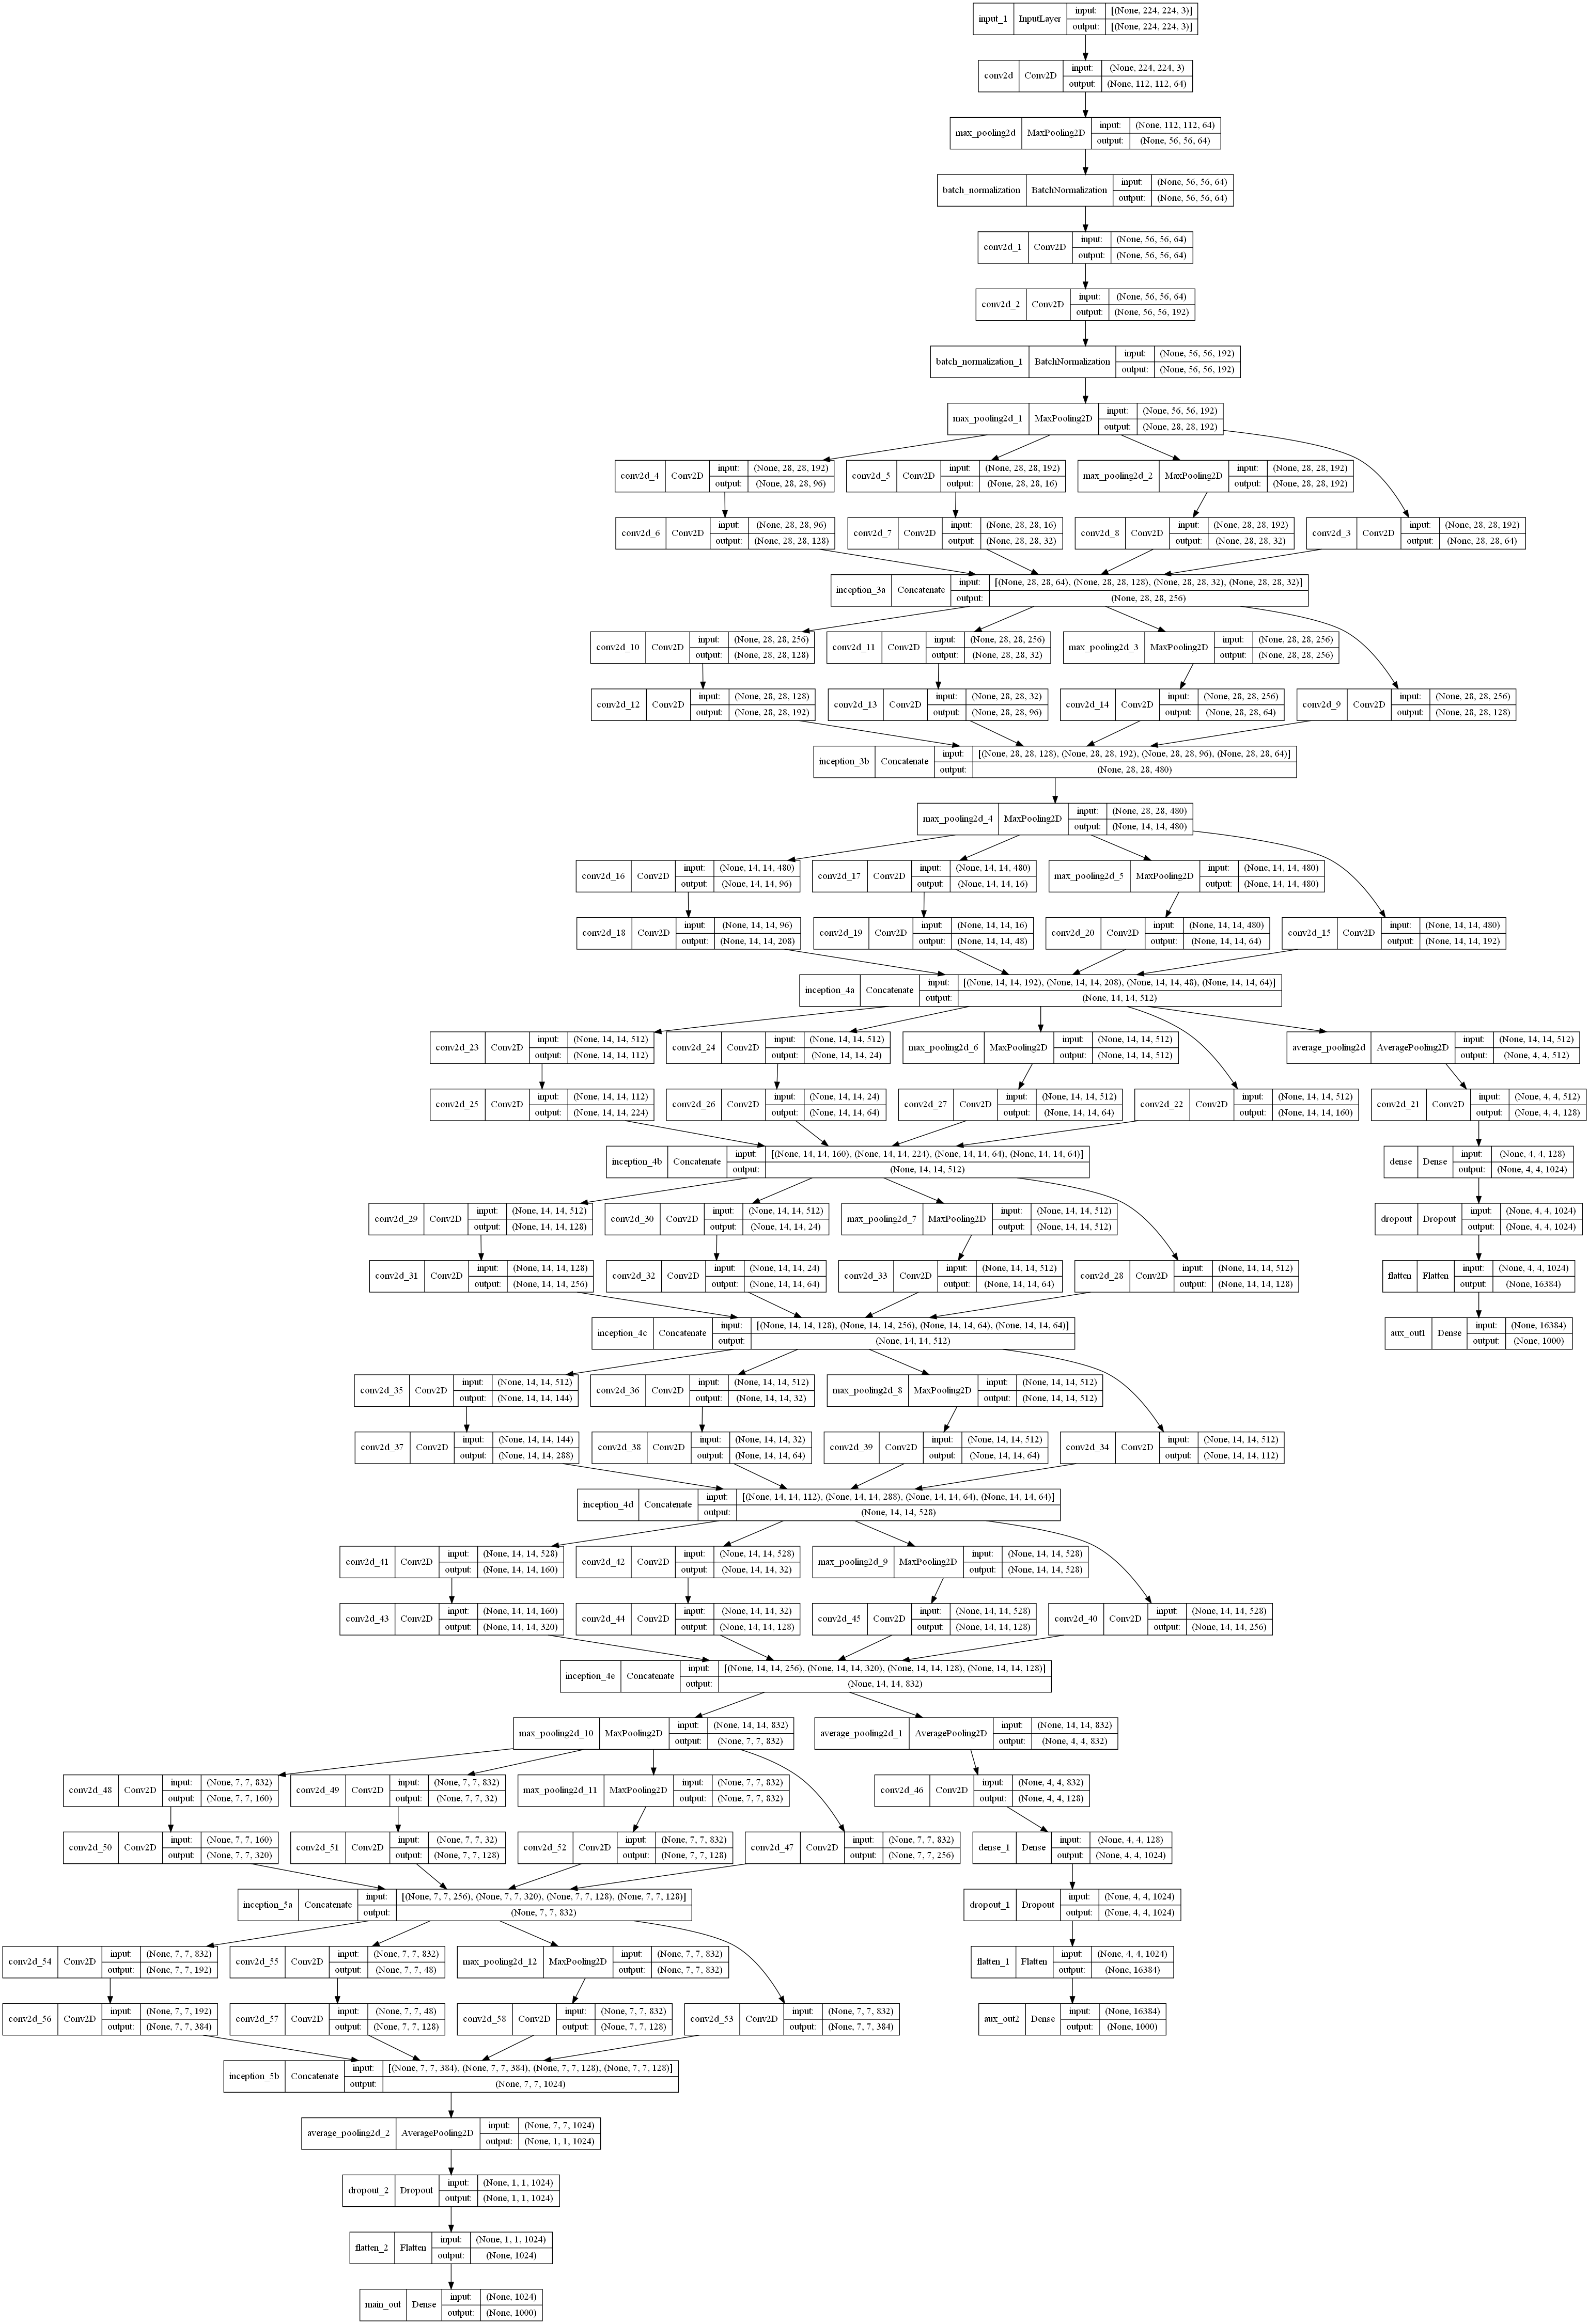 input_1 InputLayer input: [(None, 224, 224, 3)]
output: [(None, 224, 224, 3)]
conv2d Conv2D input: (None, 224, 224, 3)
output: (None, 112, 112, 64)
max_pooling2d MaxPooling2D input: (None, 112, 112, 64)
output: (None, 56, 56, 64)
batch_normalization BatchNormalization input: (None, 56, 56, 64)
output: (None, 56, 56, 64)
conv2d_1 Conv2D input: (None, 56, 56, 64)
output: (None, 56, 56, 64)
conv2d_2 Conv2D input: (None, 56, 56, 64)
output: (None, 56, 56, 192)
batch_normalization_1 BatchNormalization input: (None, 56, 56, 192)
output: (None, 56, 56, 192)
max_pooling2d_1 MaxPooling2D input: (None, 56, 56, 192)
output: (None, 28, 28, 192)
conv2d_4 Conv2D input: (None, 28, 28, 192)
output: (None, 28, 28, 96)
conv2d_5 Conv2D input: (None, 28, 28, 192)
output: (None, 28, 28, 16)
max_pooling2d_2 MaxPooling2D input: (None, 28, 28, 192)
output: (None, 28, 28, 192)
conv2d_6 Conv2D input: (None, 28, 28, 96)
output: (None, 28, 28, 128)
conv2d_7 Conv2D input: (None, 28, 28, 16)
output: (None, 28, 28, 32)
conv2d_8 Conv2D input: (None, 28, 28, 192)
output: (None, 28, 28, 32)
conv2d_3 Conv2D input: (None, 28, 28, 192)
output: (None, 28, 28, 64)
inception_3a Concatenate input: [(None, 28, 28, 64), (None, 28, 28, 128), (None, 28, 28, 32), (None, 28, 28, 32)]
output: (None, 28, 28, 256)
conv2d_10 Conv2D input: (None, 28, 28, 256)
output: (None, 28, 28, 128)
conv2d_11 Conv2D input: (None, 28, 28, 256)
output: (None, 28, 28, 32)
max_pooling2d_3 MaxPooling2D input: (None, 28, 28, 256)
output: (None, 28, 28, 256)
conv2d_12 Conv2D input: (None, 28, 28, 128)
output: (None, 28, 28, 192)
conv2d_13 Conv2D input: (None, 28, 28, 32)
output: (None, 28, 28, 96)
conv2d_14 Conv2D input: (None, 28, 28, 256)
output: (None, 28, 28, 64)
conv2d_9 Conv2D input: (None, 28, 28, 256)
output: (None, 28, 28, 128)
inception_3b Concatenate input: [(None, 28, 28, 128), (None, 28, 28, 192), (None, 28, 28, 96), (None, 28, 28, 64)]
output: (None, 28, 28, 480)
max_pooling2d_4 MaxPooling2D input: (None, 28, 28, 480)
output: (None, 14, 14, 480)
conv2d_16 Conv2D input: (None, 14, 14, 480)
output: (None, 14, 14, 96)
conv2d_17 Conv2D input: (None, 14, 14, 480)
output: (None, 14, 14, 16)
max_pooling2d_5 MaxPooling2D input: (None, 14, 14, 480)
output: (None, 14, 14, 480)
conv2d_18 Conv2D input: (None, 14, 14, 96)
output: (None, 14, 14, 208)
conv2d_19 Conv2D input: (None, 14, 14, 16)
output: (None, 14, 14, 48)
conv2d_20 Conv2D input: (None, 14, 14, 480)
output: (None, 14, 14, 64)
conv2d_15 Conv2D input: (None, 14, 14, 480)
output: (None, 14, 14, 192)
inception_4a Concatenate input: [(None, 14, 14, 192), (None, 14, 14, 208), (None, 14, 14, 48), (None, 14, 14, 64)]
output: (None, 14, 14, 512)
conv2d_23 Conv2D input: (None, 14, 14, 512)
output: (None, 14, 14, 112)
conv2d_24 Conv2D input: (None, 14, 14, 512)
output: (None, 14, 14, 24)
max_pooling2d_6 MaxPooling2D input: (None, 14, 14, 512)
output: (None, 14, 14, 512)
average_pooling2d AveragePooling2D input: (None, 14, 14, 512)
output: (None, 4, 4, 512)
conv2d_25 Conv2D input: (None, 14, 14, 112)
output: (None, 14, 14, 224)
conv2d_26 Conv2D input: (None, 14, 14, 24)
output: (None, 14, 14, 64)
conv2d_27 Conv2D input: (None, 14, 14, 512)
output: (None, 14, 14, 64)
conv2d_22 Conv2D input: (None, 14, 14, 512)
output: (None, 14, 14, 160)
conv2d_21 Conv2D input: (None, 4, 4, 512)
output: (None, 4, 4, 128)
inception_4b Concatenate input: [(None, 14, 14, 160), (None, 14, 14, 224), (None, 14, 14, 64), (None, 14, 14, 64)]
output: (None, 14, 14, 512)
dense Dense input: (None, 4, 4, 128)
output: (None, 4, 4, 1024)
conv2d_29 Conv2D input: (None, 14, 14, 512)
output: (None, 14, 14, 128)
conv2d_30 Conv2D input: (None, 14, 14, 512)
output: (None, 14, 14, 24)
max_pooling2d_7 MaxPooling2D input: (None, 14, 14, 512)
output: (None, 14, 14, 512)
dropout Dropout input: (None, 4, 4, 1024)
output: (None, 4, 4, 1024)
conv2d_31 Conv2D input: (None, 14, 14, 128)
output: (None, 14, 14, 256)
conv2d_32 Conv2D input: (None, 14, 14, 24)
output: (None, 14, 14, 64)
conv2d_33 Conv2D input: (None, 14, 14, 512)
output: (None, 14, 14, 64)
conv2d_28 Conv2D input: (None, 14, 14, 512)
output: (None, 14, 14, 128)
flatten Flatten input: (None, 4, 4, 1024)
output: (None, 16384)
inception_4c Concatenate input: [(None, 14, 14, 128), (None, 14, 14, 256), (None, 14, 14, 64), (None, 14, 14, 64)]
output: (None, 14, 14, 512)
aux_out1 Dense input: (None, 16384)
output: (None, 1000)
conv2d_35 Conv2D input: (None, 14, 14, 512)
output: (None, 14, 14, 144)
conv2d_36 Conv2D input: (None, 14, 14, 512)
output: (None, 14, 14, 32)
max_pooling2d_8 MaxPooling2D input: (None, 14, 14, 512)
output: (None, 14, 14, 512)
conv2d_37 Conv2D input: (None, 14, 14, 144)
output: (None, 14, 14, 288)
conv2d_38 Conv2D input: (None, 14, 14, 32)
output: (None, 14, 14, 64)
conv2d_39 Conv2D input: (None, 14, 14, 512)
output: (None, 14, 14, 64)
conv2d_34 Conv2D input: (None, 14, 14, 512)
output: (None, 14, 14, 112)
inception_4d Concatenate input: [(None, 14, 14, 112), (None, 14, 14, 288), (None, 14, 14, 64), (None, 14, 14, 64)]
output: (None, 14, 14, 528)
conv2d_41 Conv2D input: (None, 14, 14, 528)
output: (None, 14, 14, 160)
conv2d_42 Conv2D input: (None, 14, 14, 528)
output: (None, 14, 14, 32)
max_pooling2d_9 MaxPooling2D input: (None, 14, 14, 528)
output: (None, 14, 14, 528)
conv2d_43 Conv2D input: (None, 14, 14, 160)
output: (None, 14, 14, 320)
conv2d_44 Conv2D input: (None, 14, 14, 32)
output: (None, 14, 14, 128)
conv2d_45 Conv2D input: (None, 14, 14, 528)
output: (None, 14, 14, 128)
conv2d_40 Conv2D input: (None, 14, 14, 528)
output: (None, 14, 14, 256)
inception_4e Concatenate input: [(None, 14, 14, 256), (None, 14, 14, 320), (None, 14, 14, 128), (None, 14, 14, 128)]
output: (None, 14, 14, 832)
max_pooling2d_10 MaxPooling2D input: (None, 14, 14, 832)
output: (None, 7, 7, 832)
average_pooling2d_1 AveragePooling2D input: (None, 14, 14, 832)
output: (None, 4, 4, 832)
conv2d_48 Conv2D input: (None, 7, 7, 832)
output: (None, 7, 7, 160)
conv2d_49 Conv2D input: (None, 7, 7, 832)
output: (None, 7, 7, 32)
max_pooling2d_11 MaxPooling2D input: (None, 7, 7, 832)
output: (None, 7, 7, 832)
conv2d_46 Conv2D input: (None, 4, 4, 832)
output: (None, 4, 4, 128)
conv2d_50 Conv2D input: (None, 7, 7, 160)
output: (None, 7, 7, 320)
conv2d_51 Conv2D input: (None, 7, 7, 32)
output: (None, 7, 7, 128)
conv2d_52 Conv2D input: (None, 7, 7, 832)
output: (None, 7, 7, 128)
conv2d_47 Conv2D input: (None, 7, 7, 832)
output: (None, 7, 7, 256)
dense_1 Dense input: (None, 4, 4, 128)
output: (None, 4, 4, 1024)
inception_5a Concatenate input: [(None, 7, 7, 256), (None, 7, 7, 320), (None, 7, 7, 128), (None, 7, 7, 128)]
output: (None, 7, 7, 832)
dropout_1 Dropout input: (None, 4, 4, 1024)
output: (None, 4, 4, 1024)
conv2d_54 Conv2D input: (None, 7, 7, 832)
output: (None, 7, 7, 192)
conv2d_55 Conv2D input: (None, 7, 7, 832)
output: (None, 7, 7, 48)
max_pooling2d_12 MaxPooling2D input: (None, 7, 7, 832)
output: (None, 7, 7, 832)
flatten_1 Flatten input: (None, 4, 4, 1024)
output: (None, 16384)
conv2d_56 Conv2D input: (None, 7, 7, 192)
output: (None, 7, 7, 384)
conv2d_57 Conv2D input: (None, 7, 7, 48)
output: (None, 7, 7, 128)
conv2d_58 Conv2D input: (None, 7, 7, 832)
output: (None, 7, 7, 128)
conv2d_53 Conv2D input: (None, 7, 7, 832)
output: (None, 7, 7, 384)
aux_out2 Dense input: (None, 16384)
output: (None, 1000)
inception_5b Concatenate input: [(None, 7, 7, 384), (None, 7, 7, 384), (None, 7, 7, 128), (None, 7, 7, 128)]
output: (None, 7, 7, 1024)
average_pooling2d_2 AveragePooling2D input: (None, 7, 7, 1024)
output: (None, 1, 1, 1024)
dropout_2 Dropout input: (None, 1, 1, 1024)
output: (None, 1, 1, 1024)
flatten_2 Flatten input: (None, 1, 1, 1024)
output: (None, 1024)
main_out Dense input: (None, 1024)
output: (None, 1000)